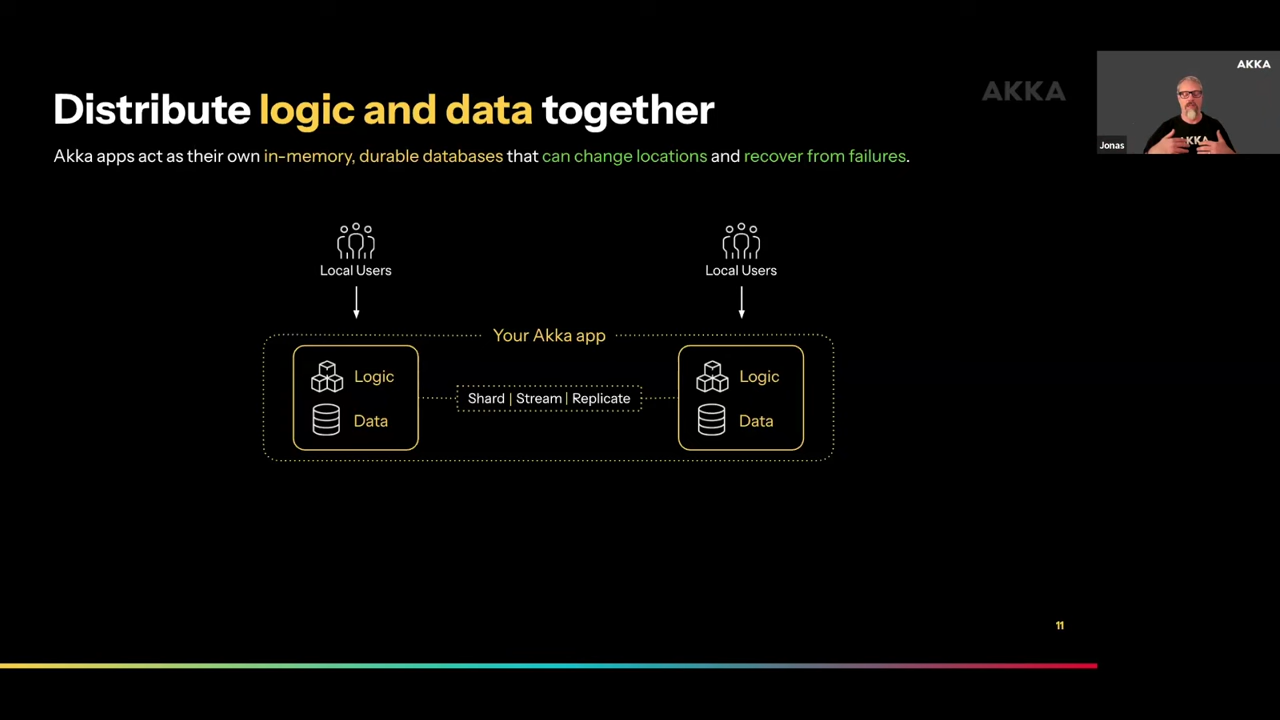 AKKA
AKKA
Jonas
AKKA
Distribute logic and data together
Akka apps act as their own in-memory, durable databases that can change locations and recover from failures.
Local Users
Local Users
Your Akka app
Logic
Data
Shard | Stream | Replicate
Logic
Data
11